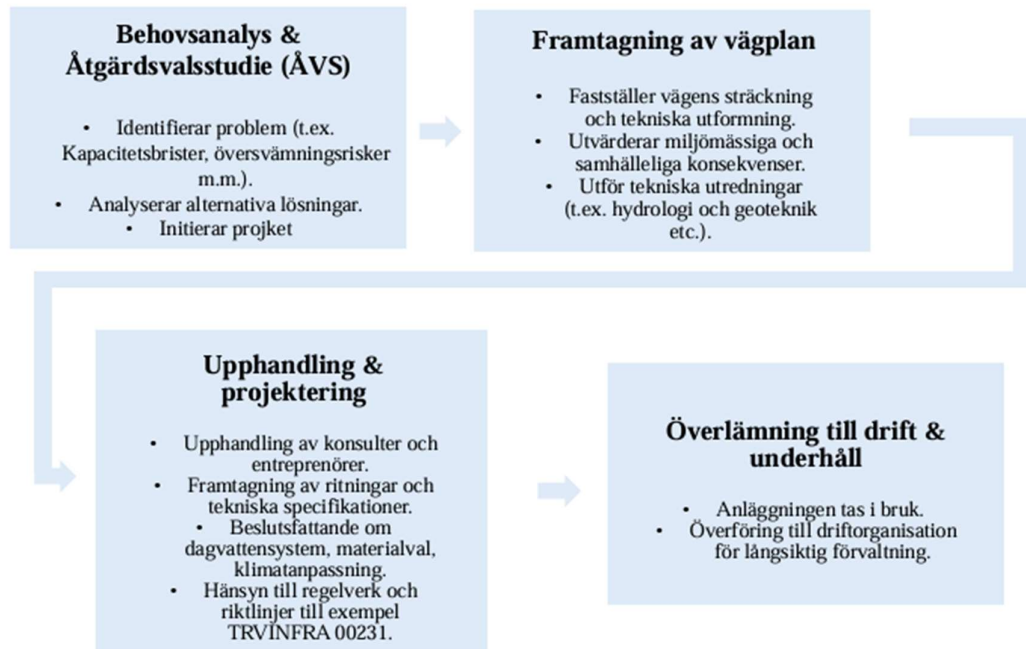 Behovsanalys &
Åtgärdsvalsstudie (ÅVS)
• Identifierar problem (t.ex.
Kapacitetsbrister, översvämningsrisker
m.m.).
• Analyserar alternativa lösningar.
• Initierar projket
Framtagning av vägplan
• Fastställer vägens sträckning
och tekniska utformning.
• Utvärderar miljömässiga och
samhälleliga konsekvenser.
• Utför tekniska utredningar
(t.ex. hydrologi och geoteknik
etc.).
Upphandling &
projektering
• Upphandling av konsulter och
entreprenörer.
• Framtagning av ritningar och
tekniska specifikationer.
• Beslutsfattande om
dagvattensystem, materialval,
klimatanpassning.
• Hänsyn till regelverk och
riktlinjer till exempel
TRVINFRA 00231.
Överlämning till drift &
underhåll
• Anläggningen tas i bruk.
• Överföring till driftorganisation
för långsiktig förvaltning.